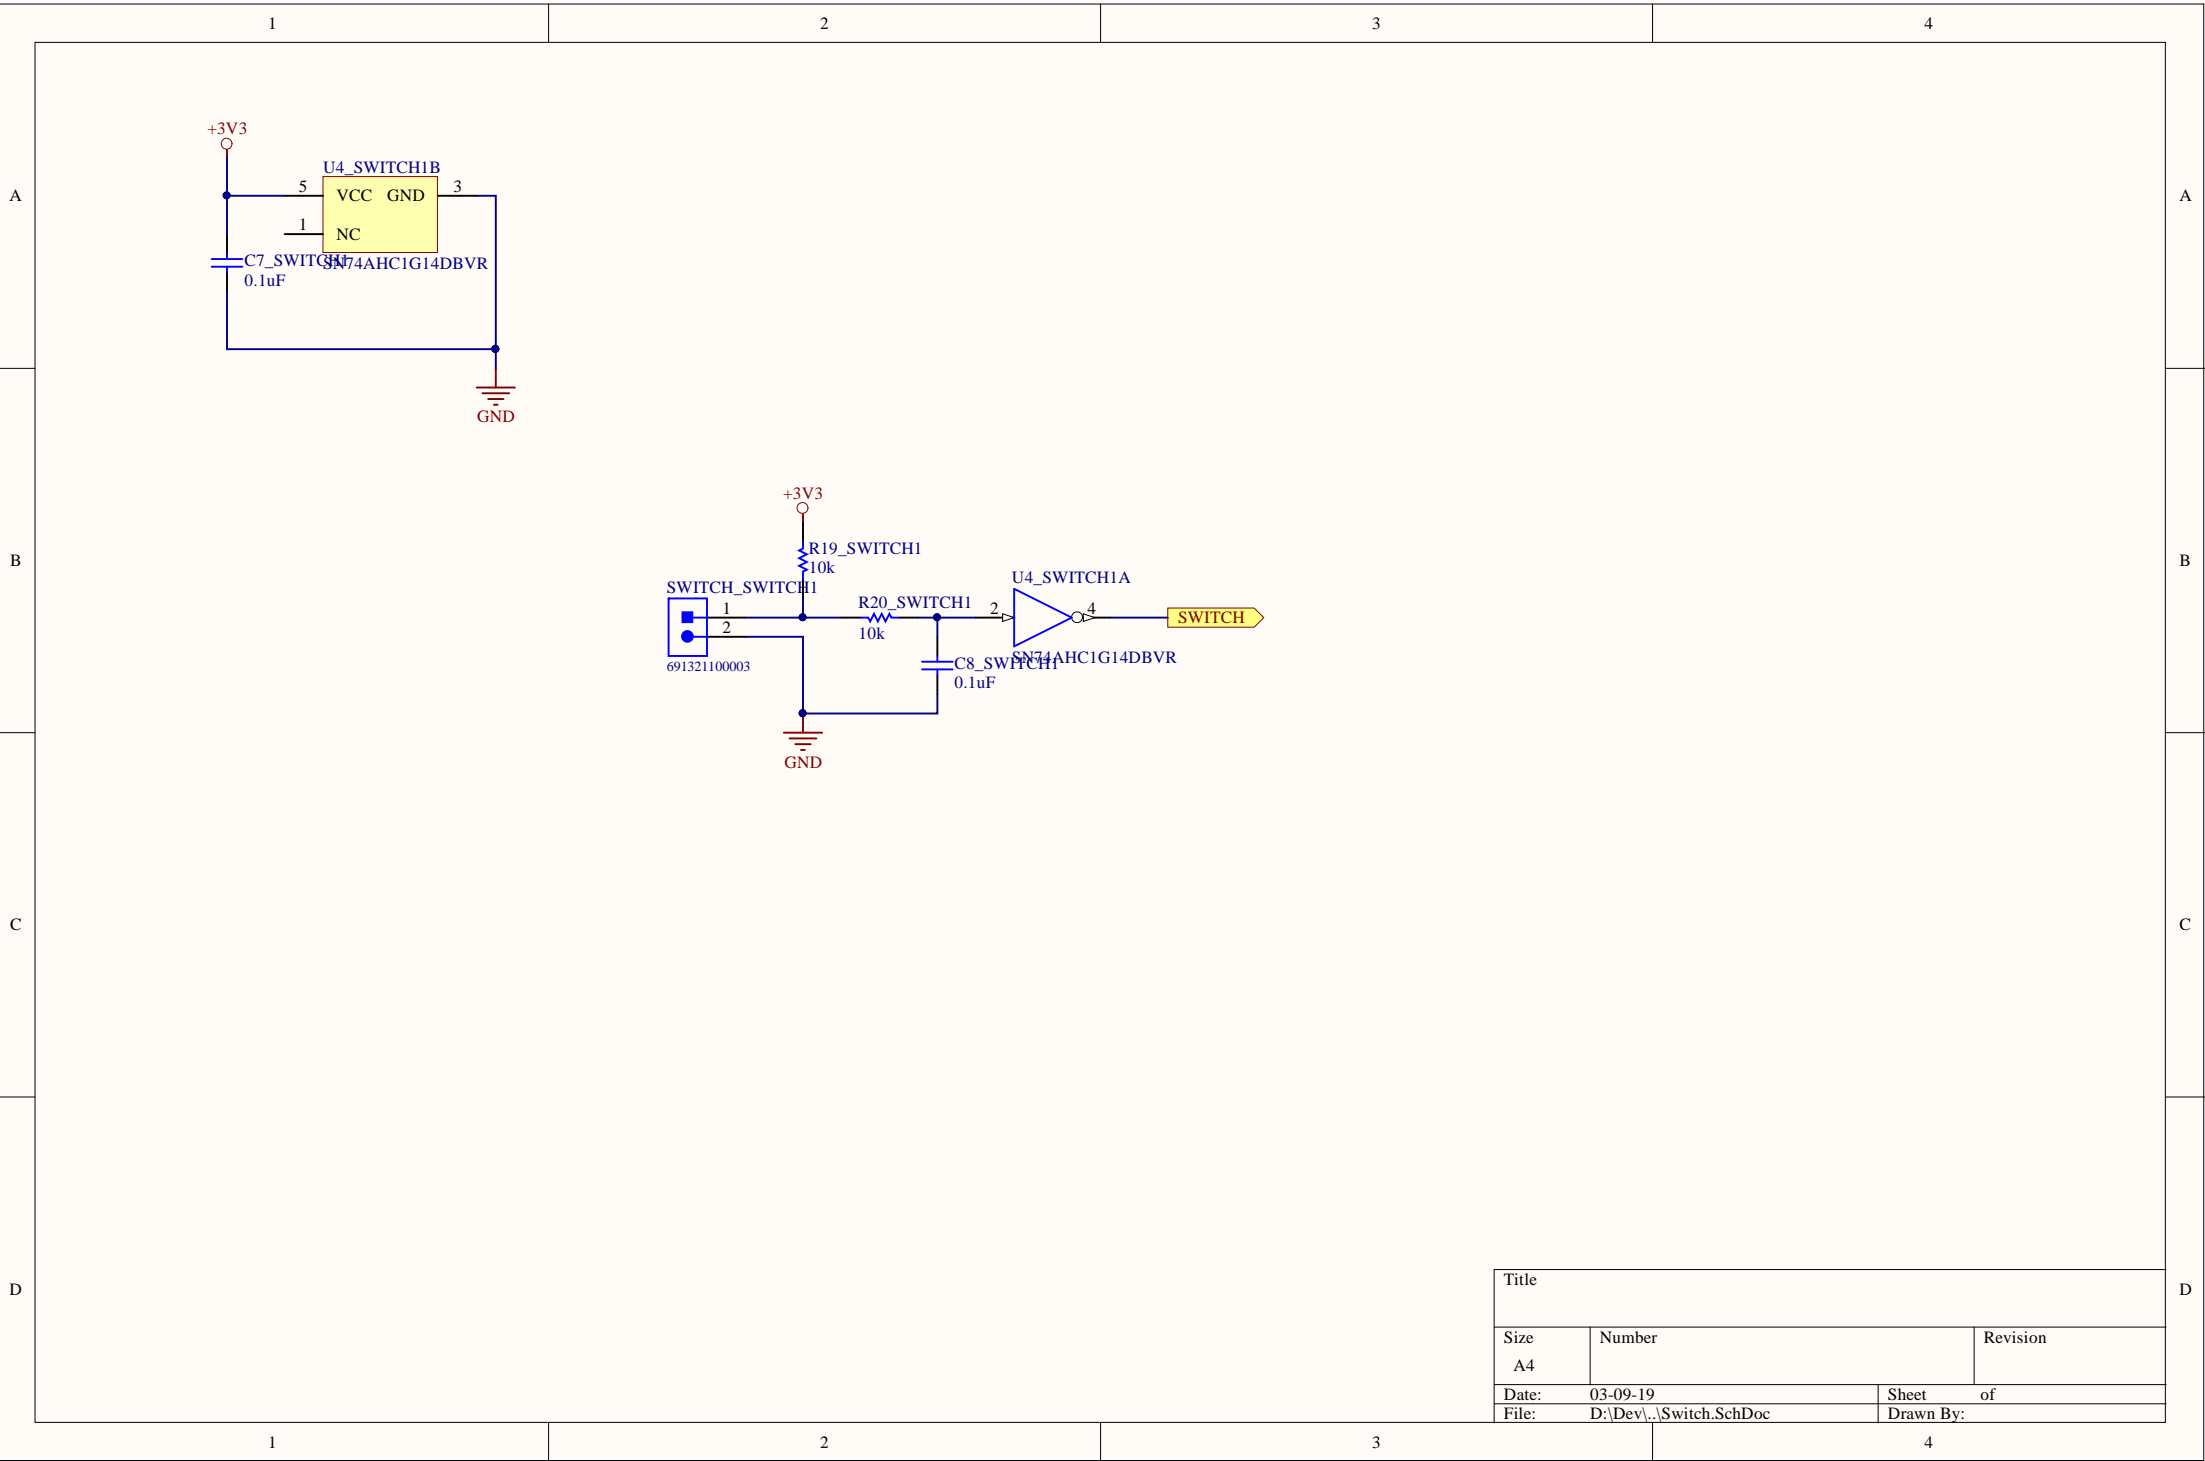 1 2 3 4
+3V3
U4_SWITCH1B
A 5 VCC GND 3 A
1 NC
C7_SWITCH1 SN74AHC1G14DBVR
0.1uF
GND
+3V3
R19_SWITCH1
B 10k B
U4_SWITCH1A
SWITCH_SWITCH1
R20_SWITCH1
1 2 4 SWITCH
2 10k
C8_SWITCH1 SN74AHC1G14DBVR
691321100003
0.1uF
GND
C C
Title
D D
Size Number Revision
A4
Date: 03-09-19 Sheet of
File: D:\Dev\..\Switch.SchDoc Drawn By:
1 2 3 4